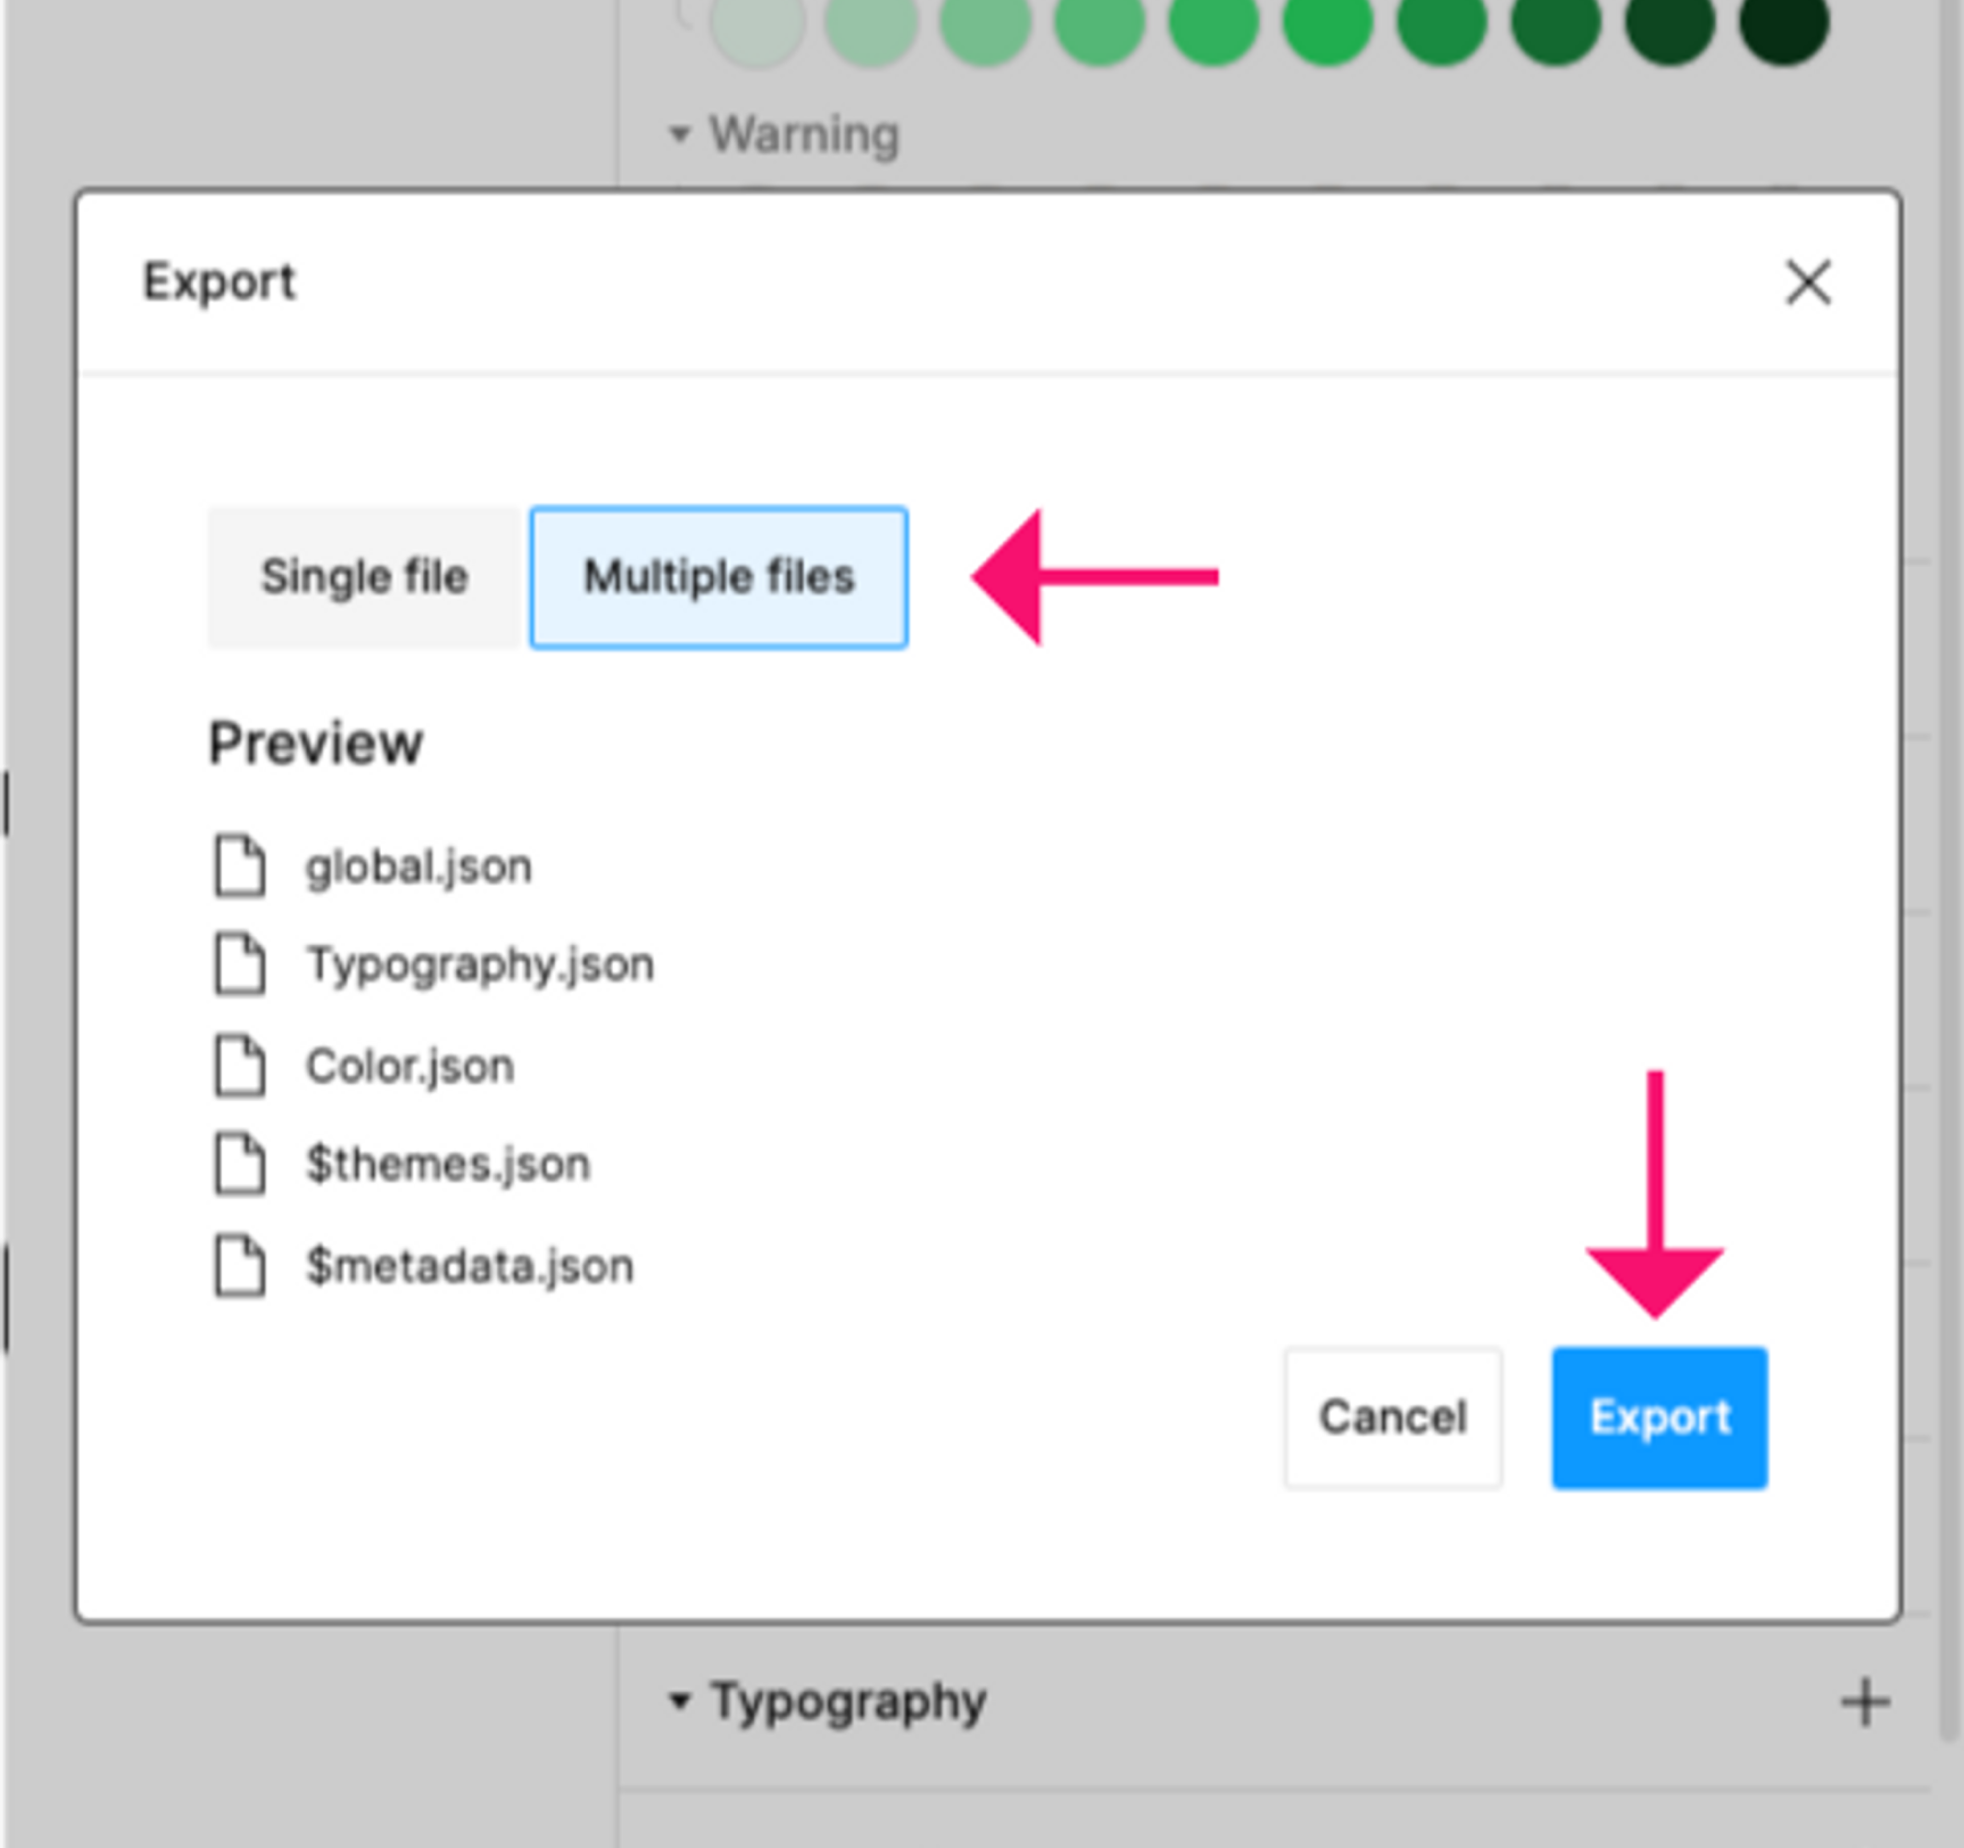 Warning
Export
Single file Multiple files
Preview
global.json
Typography.json
Color.json
$themes.json
$metadata.json
Cancel Export
Typography